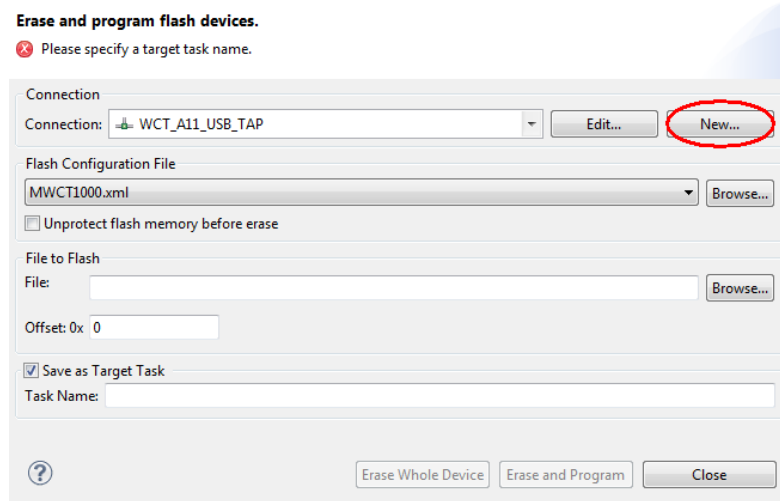 Erase and program flash devices.
Please specify a target task name.
Connection
Connection: WCT_A11_USB_TAP Edit... New...
Flash Configuration File
MWCT1000.xml Browse...
Unprotect flash memory before erase
File to Flash
File: Browse...
Offset: 0x 0
Save as Target Task
Task Name:
? Erase Whole Device Erase and Program Close